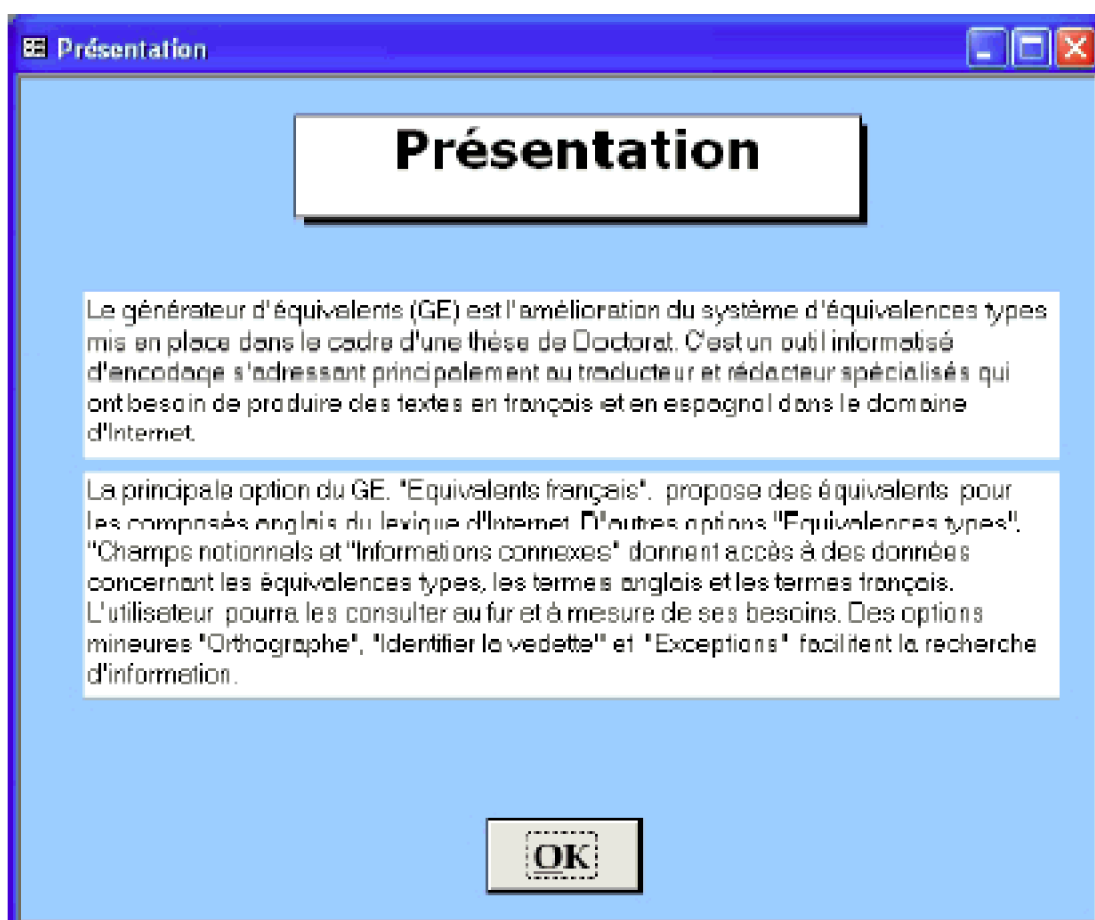 Présentation
Présentation
Le générateur d'équivalents (GE) est l'amélioration du système d'équivalences types
mis en place dans le cadre d'une thèse de Doctorat. C'est un outil informatisé
d'encodage s'adressant principalement au traducteur et rédacteur spécialisés qui
ont besoin de produire des textes en français et en espagnol dans le domaine
d'Internet.
La principale option du GE, "Equivalents français", propose des équivalents pour
les composés anglais du lexique d'Internet. D'autres options "Equivalences types",
"Champs notionnels et "Informations connexes" donnent accès à des données
concernant les équivalences types, les termes anglais et les termes français.
L'utilisateur pourra les consulter au fur et à mesure de ses besoins. Des options
mineures "Orthographe", "Identifier la vedette" et "Exceptions" facilitent la recherche
d'information.
OK